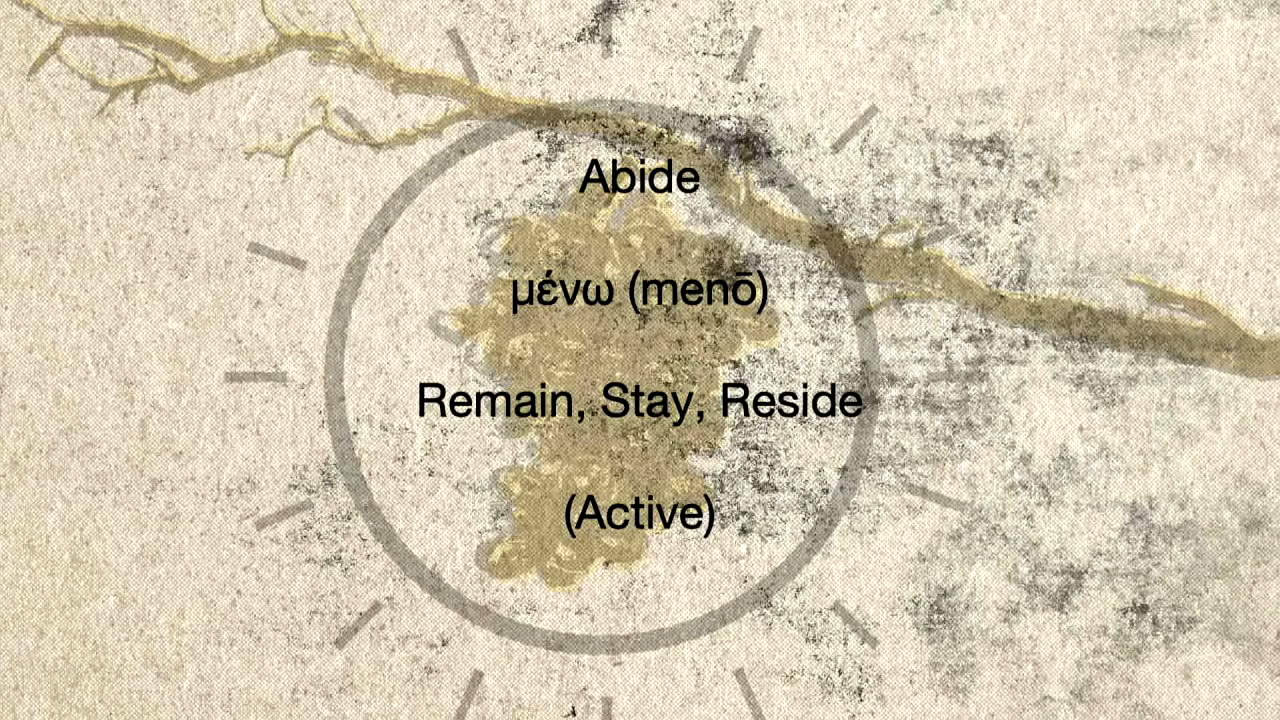 Abide
μένω (menō)
Remain, Stay, Reside
(Active)